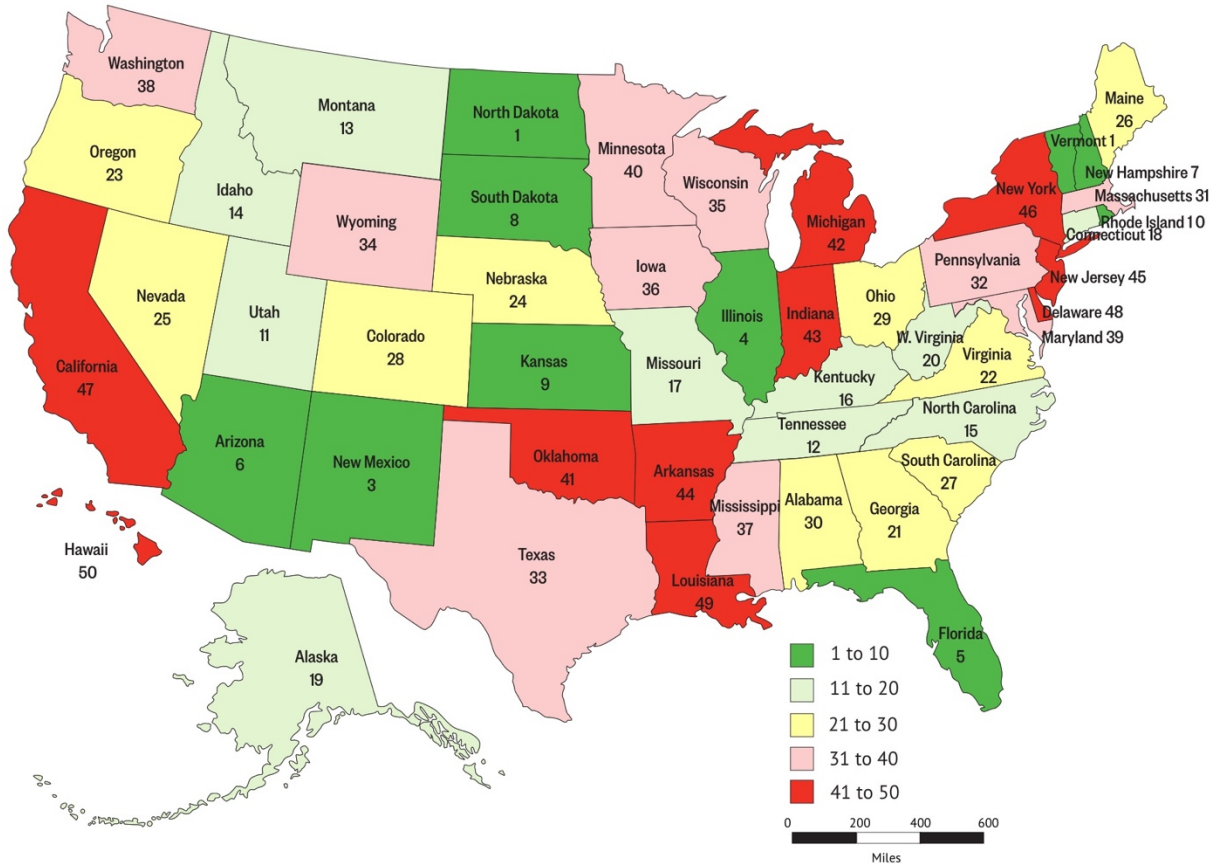 Washington
38
Montana
13
North Dakota
1
Minnesota
40
Maine
26
Vermont 1
New Hampshire 7
Massachusetts 31
Rhode Island 10
Connecticut 18
Oregon
23
Idaho
14
Wyoming
34
South Dakota
8
Wisconsin
35
Michigan
42
New York
46
Nevada
25
Utah
11
Colorado
28
Nebraska
24
Iowa
36
Illinois
4
Indiana
43
Ohio
29
Pennsylvania
32
New Jersey 45
Delaware 48
Maryland 39
W. Virginia
20
Virginia
22
California
47
Kansas
9
Missouri
17
Kentucky
16
Tennessee
12
North Carolina
15
South Carolina
27
Arizona
6
New Mexico
3
Oklahoma
41
Arkansas
44
Mississippi
37
Alabama
30
Georgia
21
Hawaii
50
Texas
33
Louisiana
49
Florida
5
Alaska
19
1 to 10
11 to 20
21 to 30
31 to 40
41 to 50
0 200 400 600
Miles